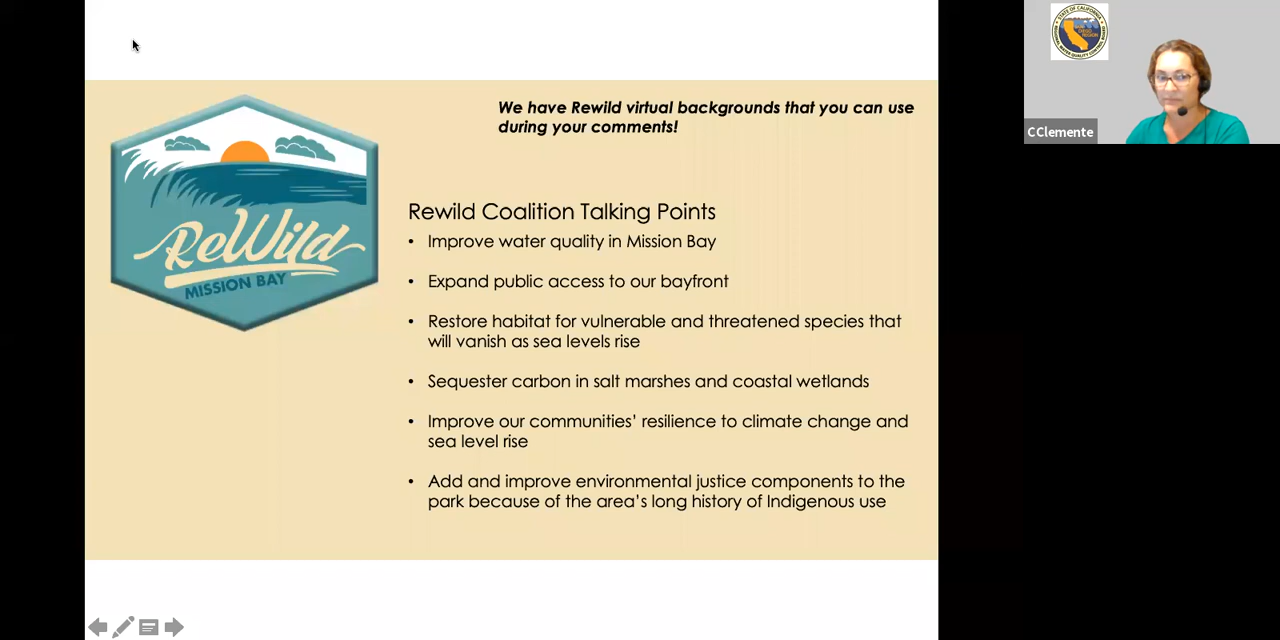 We have Rewild virtual backgrounds that you can use
during your comments!
ReWild
MISSION BAY
Rewild Coalition Talking Points
• Improve water quality in Mission Bay
• Expand public access to our bayfront
• Restore habitat for vulnerable and threatened species that
will vanish as sea levels rise
• Sequester carbon in salt marshes and coastal wetlands
• Improve our communities’ resilience to climate change and
sea level rise
• Add and improve environmental justice components to the
park because of the area’s long history of Indigenous use
STATE OF CALIFORNIA
CClemente